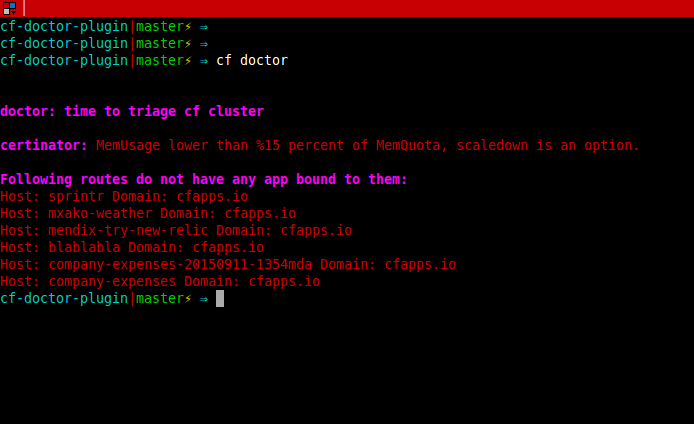 cf-doctor-plugin|master⚡ ⇒
cf-doctor-plugin|master⚡ ⇒
cf-doctor-plugin|master⚡ ⇒ cf doctor
doctor: time to triage cf cluster
certinator: MemUsage lower than %15 percent of MemQuota, scaledown is an option.
Following routes do not have any app bound to them:
Host: sprintr Domain: cfapps.io
Host: mxako-weather Domain: cfapps.io
Host: mendix-try-new-relic Domain: cfapps.io
Host: blablabla Domain: cfapps.io
Host: company-expenses-20150911-1354mda Domain: cfapps.io
Host: company-expenses Domain: cfapps.io
cf-doctor-plugin|master⚡ ⇒